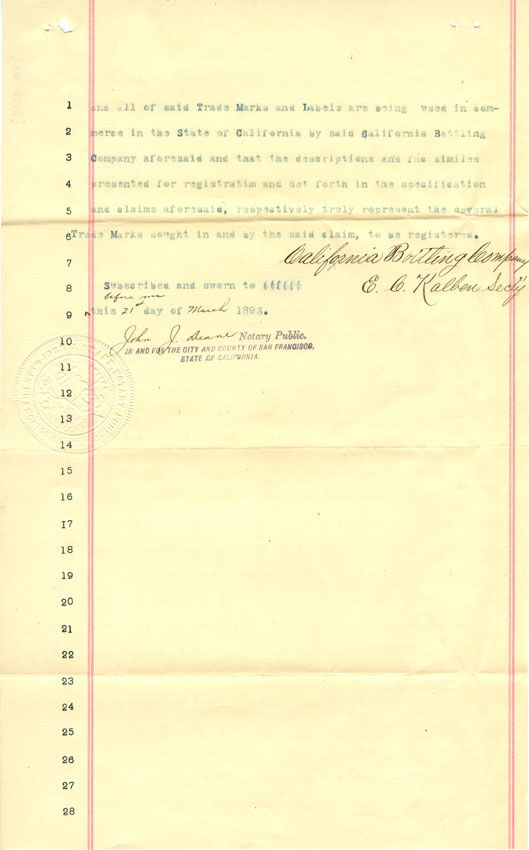 1 and all of said Trade Marks and Labels are being used in com-
2 merse in the State of California by said California Bottling
3 Company aforesaid and that the descriptions and fac similes
4 presented for registration and set forth in the specification
5 and claims aforesaid, respectively truly represent the several
6 Trade Marks sought in and by the said claim, to be registered.
7 California Bottling Company
E. C. Kalben Secty
8 Subscribed and sworn to
before me
9 this 21st day of March 1893.
10 John J. Deane Notary Public.
IN AND FOR THE CITY AND COUNTY OF SAN FRANCISCO,
STATE OF CALIFORNIA.
11
12
13
14
15
16
17
18
19
20
21
22
23
24
25
26
27
28